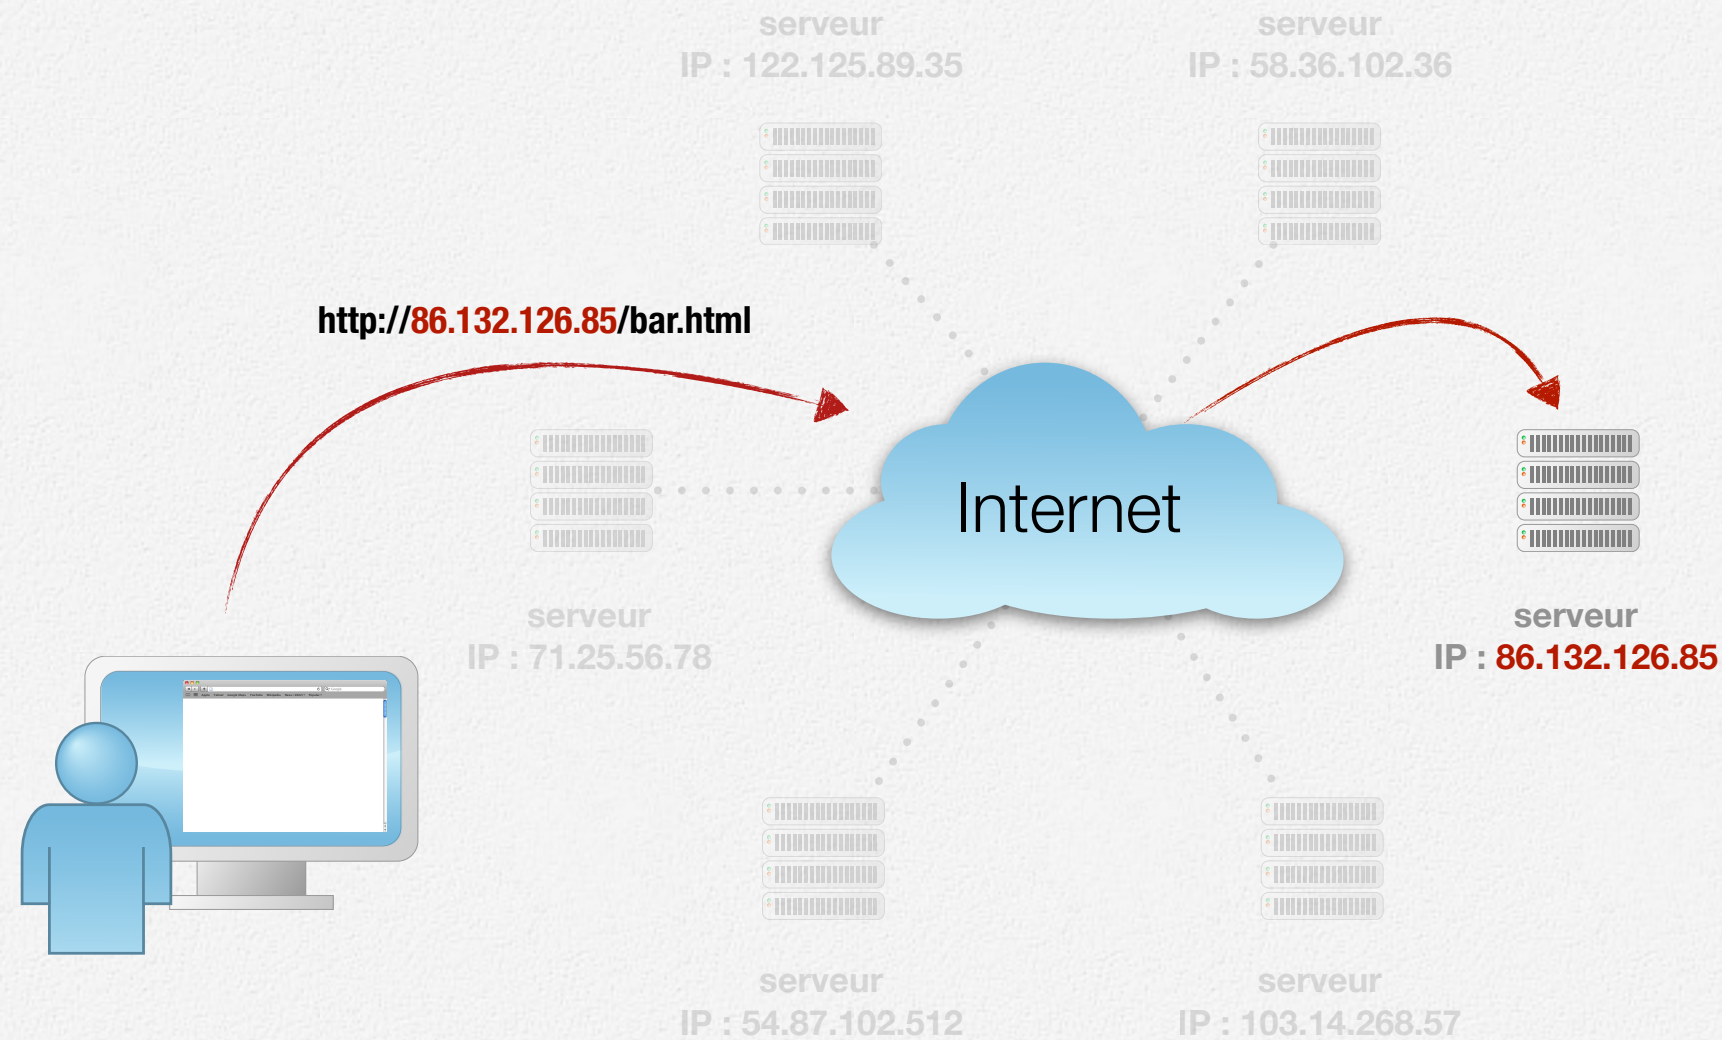 serveur
IP : 122.125.89.35
serveur
IP : 58.36.102.36
http://86.132.126.85/bar.html
Internet
serveur
IP : 71.25.56.78
serveur
IP : 86.132.126.85
serveur
IP : 54.87.102.512
serveur
IP : 103.14.268.57